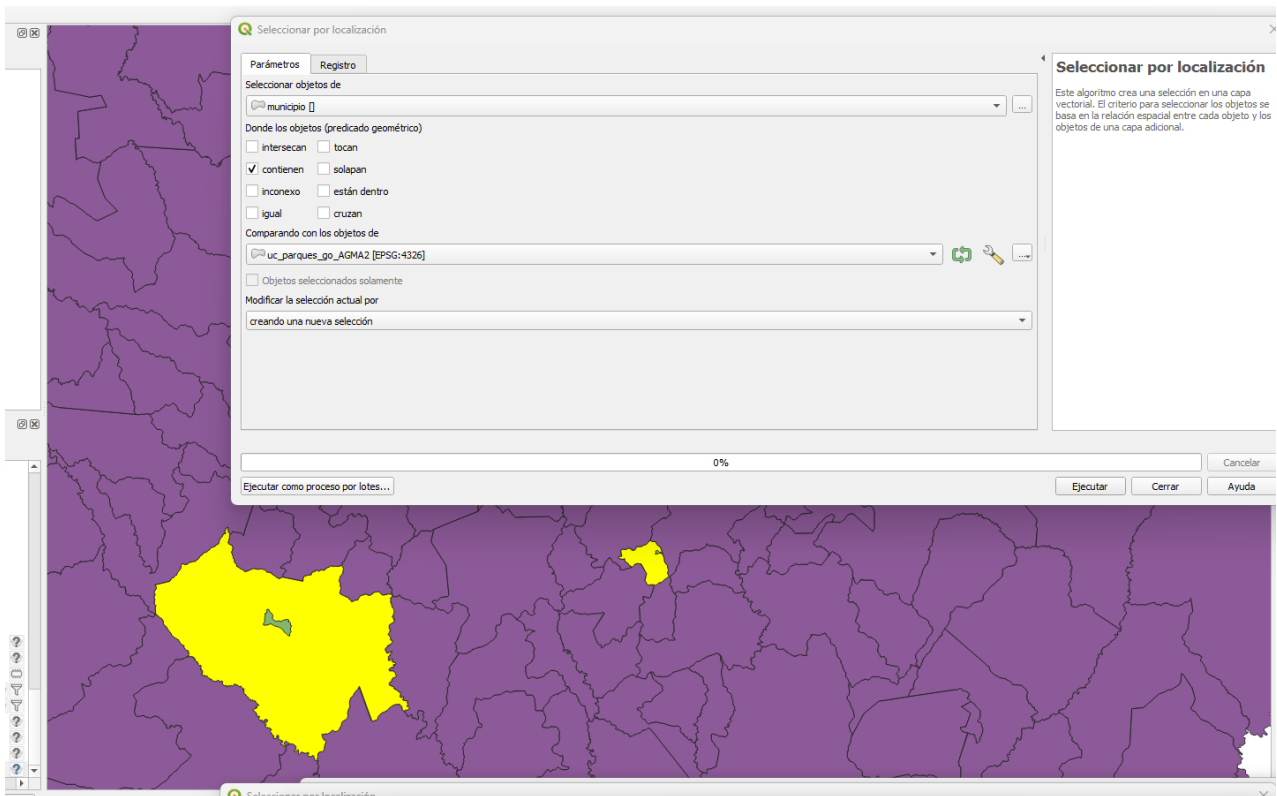 Seleccionar por localización
Parámetros Registro
Seleccionar objetos de
municipio []
...
Donde los objetos (predicado geométrico)
intersecan tocan
contienen solapan
inconexo están dentro
igual cruzan
Comparando con los objetos de
uc_parques_go_AGMA2 [EPSG:4326]
...
Objetos seleccionados solamente
Modificar la selección actual por
creando una nueva selección
Seleccionar por localización
Este algoritmo crea una selección en una capa
vectorial. El criterio para seleccionar los objetos se
basa en la relación espacial entre cada objeto y los
objetos de una capa adicional.
0%
Cancelar
Ejecutar como proceso por lotes...
Ejecutar Cerrar Ayuda
?
?
?
?
?
?
Seleccionar por localización